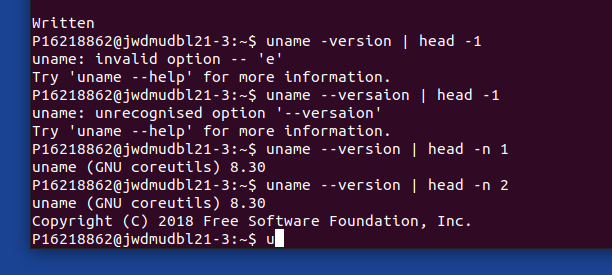 Written
P16218862@jwdmudbl21-3:~$ uname -version | head -1
uname: invalid option -- 'e'
Try 'uname --help' for more information.
P16218862@jwdmudbl21-3:~$ uname --versaion | head -1
uname: unrecognised option '--versaion'
Try 'uname --help' for more information.
P16218862@jwdmudbl21-3:~$ uname --version | head -n 1
uname (GNU coreutils) 8.30
P16218862@jwdmudbl21-3:~$ uname --version | head -n 2
uname (GNU coreutils) 8.30
Copyright (C) 2018 Free Software Foundation, Inc.
P16218862@jwdmudbl21-3:~$ u